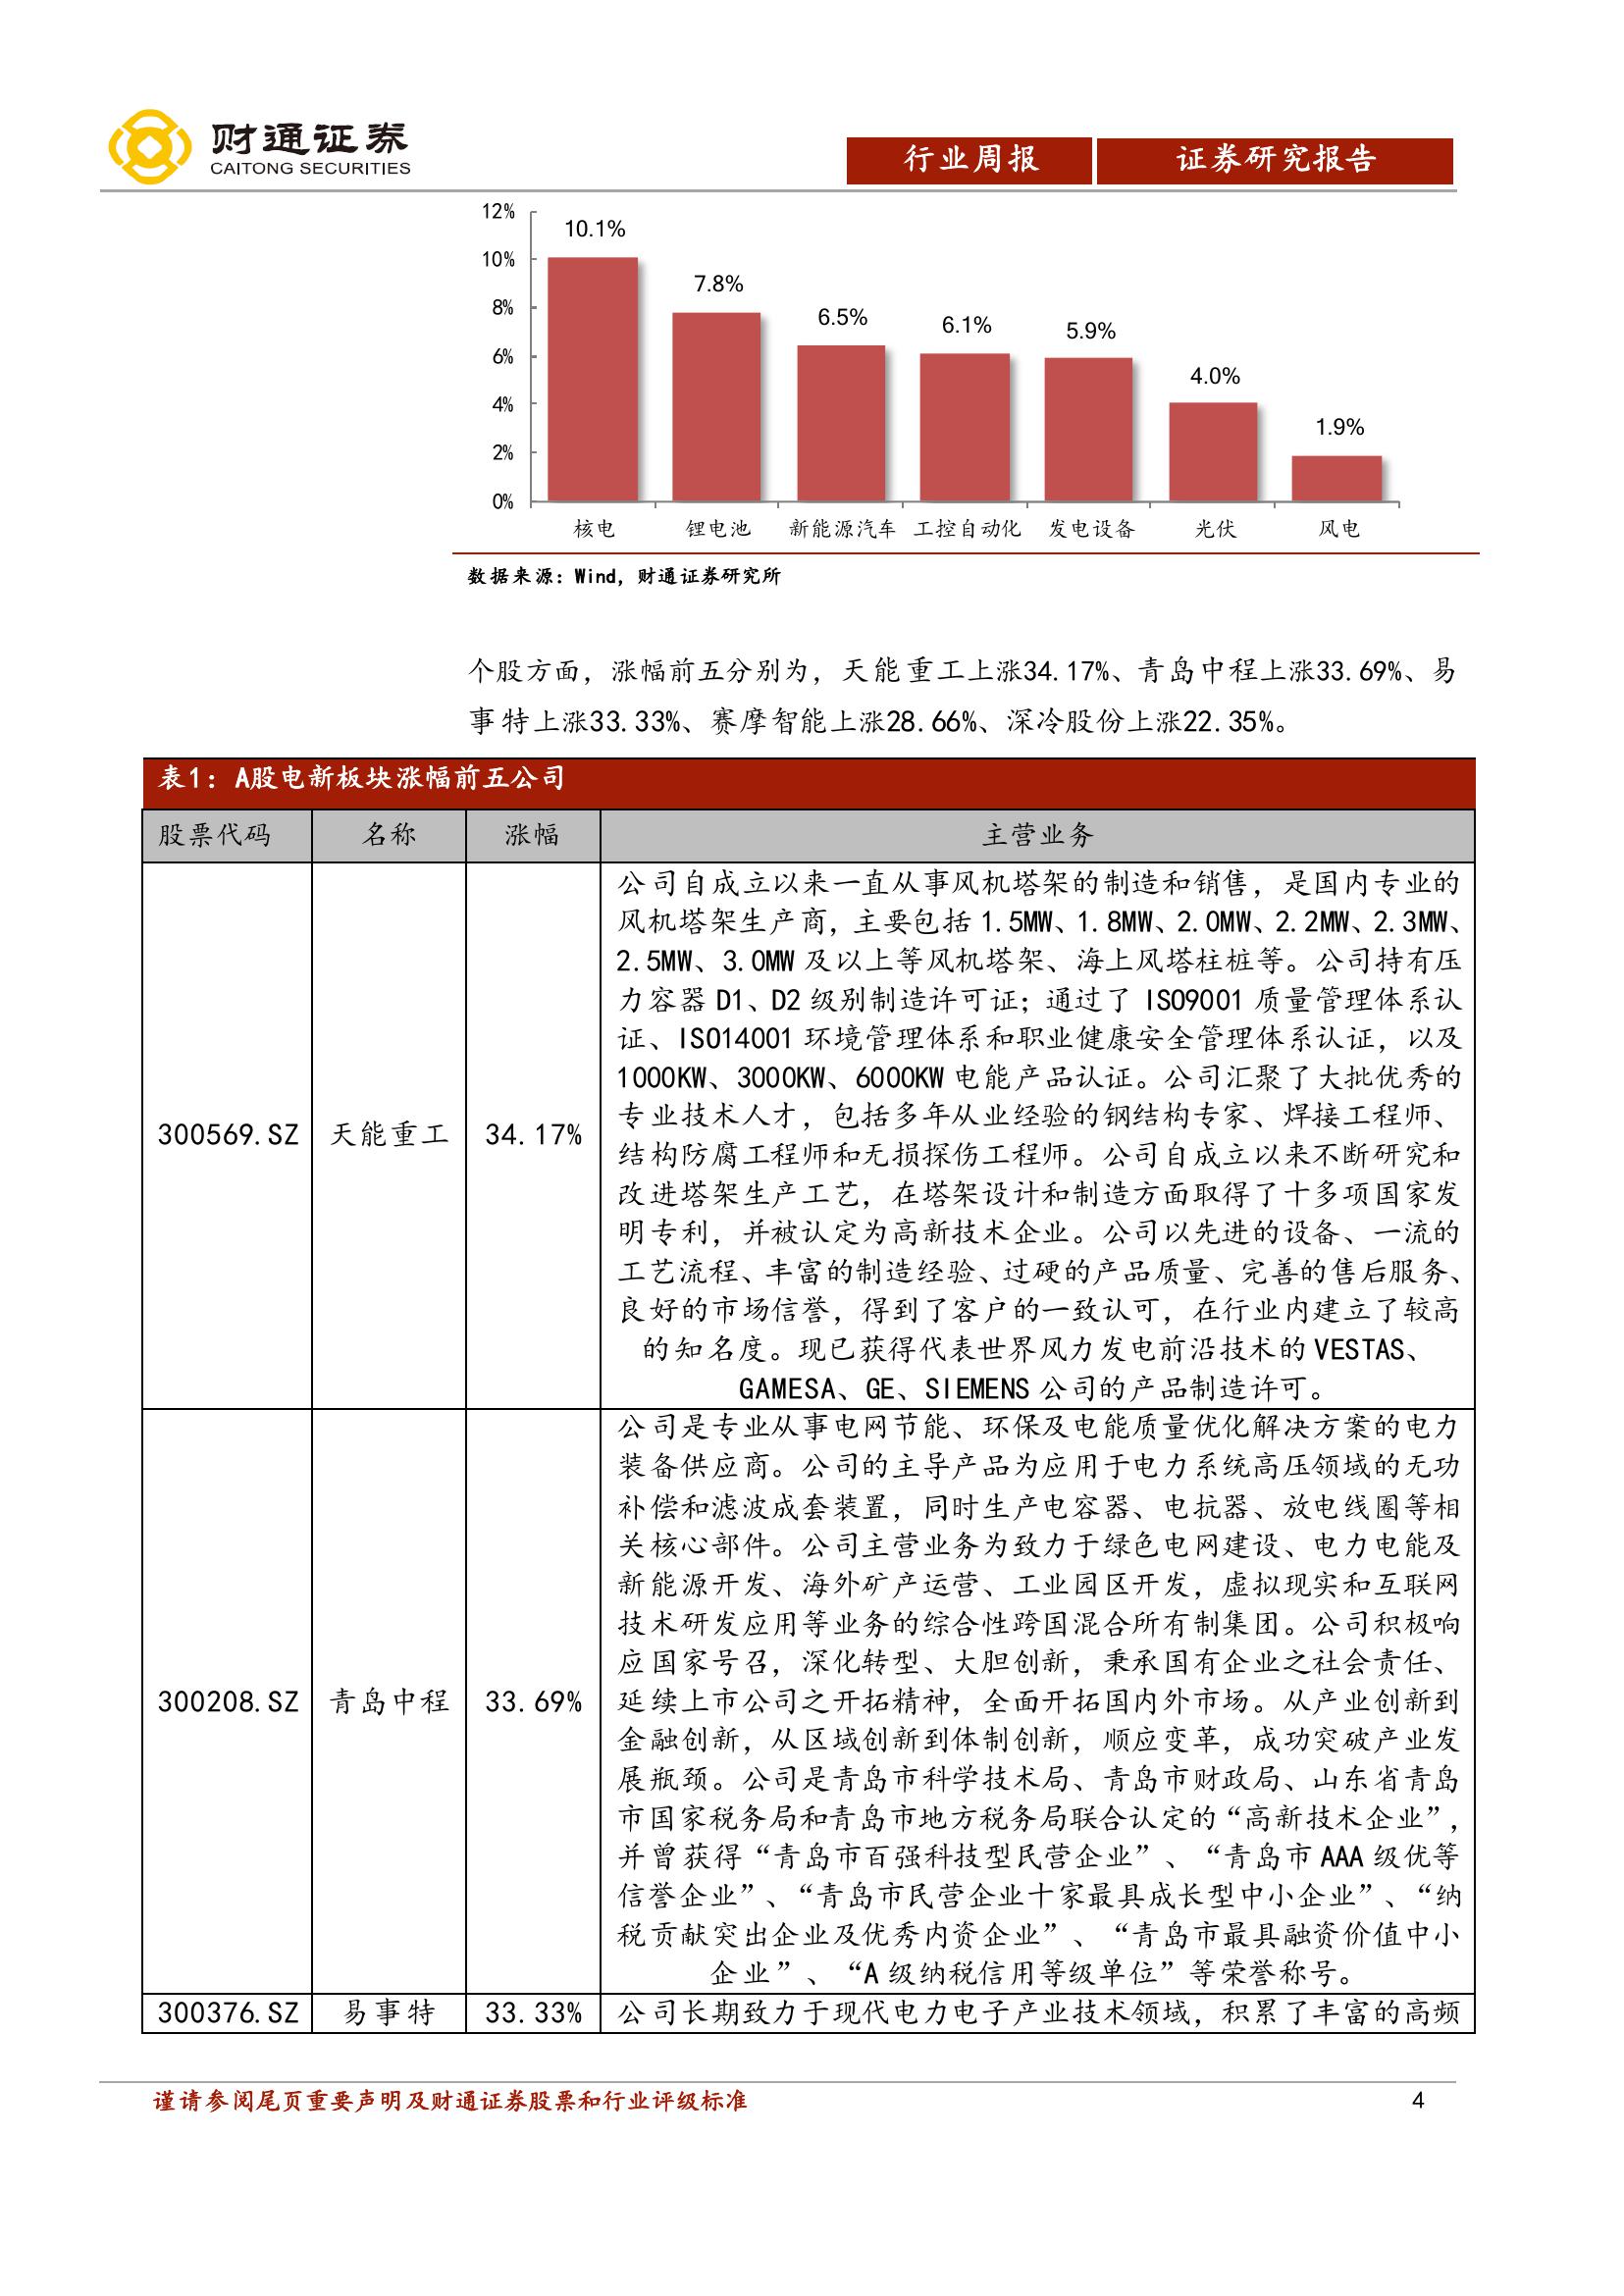 财通证券
CAITONG SECURITIES
行业周报
证券研究报告
12%
10%
8%
6%
4%
2%
0%
10.1%
7.8%
6.5%
6.1%
5.9%
4.0%
1.9%
核电
锂电池
新能源汽车
工控自动化
发电设备
光伏
风电
数据来源：Wind，财通证券研究所
个股方面，涨幅前五分别为，天能重工上涨34.17%、青岛中程上涨33.69%、易
事特上涨33.33%、赛摩智能上涨28.66%、深冷股份上涨22.35%。
表1：A股电新板块涨幅前五公司
股票代码 名称 涨幅 主营业务
300569.SZ 天能重工 34.17%
公司自成立以来一直从事风机塔架的制造和销售，是国内专业的
风机塔架生产商，主要包括 1.5MW、1.8MW、2.0MW、2.2MW、2.3MW、
2.5MW、3.0MW 及以上等风机塔架、海上风塔柱桩等。公司持有压
力容器 D1、D2 级别制造许可证；通过了 ISO9001 质量管理体系认
证、ISO14001 环境管理体系和职业健康安全管理体系认证，以及
1000KW、3000KW、6000KW 电能产品认证。公司汇聚了大批优秀的
专业技术人才，包括多年从业经验的钢结构专家、焊接工程师、
结构防腐工程师和无损探伤工程师。公司自成立以来不断研究和
改进塔架生产工艺，在塔架设计和制造方面取得了十多项国家发
明专利，并被认定为高新技术企业。公司以先进的设备、一流的
工艺流程、丰富的制造经验、过硬的产品质量、完善的售后服务、
良好的市场信誉，得到了客户的一致认可，在行业内建立了较高
的知名度。现已获得代表世界风力发电前沿技术的 VESTAS、
GAMESA、GE、SIEMENS 公司的产品制造许可。
300208.SZ 青岛中程 33.69%
公司是专业从事电网节能、环保及电能质量优化解决方案的电力
装备供应商。公司的主导产品为应用于电力系统高压领域的无功
补偿和滤波成套装置，同时生产电容器、电抗器、放电线圈等相
关核心部件。公司主营业务为致力于绿色电网建设、电力电能及
新能源开发、海外矿产运营、工业园区开发，虚拟现实和互联网
技术研发应用等业务的综合性跨国混合所有制集团。公司积极响
应国家号召，深化转型、大胆创新，秉承国有企业之社会责任、
延续上市公司之开拓精神，全面开拓国内外市场。从产业创新到
金融创新，从区域创新到体制创新，顺应变革，成功突破产业发
展瓶颈。公司是青岛市科学技术局、青岛市财政局、山东省青岛
市国家税务局和青岛市地方税务局联合认定的“高新技术企业”，
并曾获得“青岛市百强科技型民营企业”、“青岛市 AAA 级优等
信誉企业”、“青岛市民营企业十家最具成长型中小企业”、“纳
税贡献突出企业及优秀内资企业”、“青岛市最具融资价值中小
企业”、“A 级纳税信用等级单位”等荣誉称号。
300376.SZ 易事特 33.33% 公司长期致力于现代电力电子产业技术领域，积累了丰富的高频
谨请参阅尾页重要声明及财通证券股票和行业评级标准
4